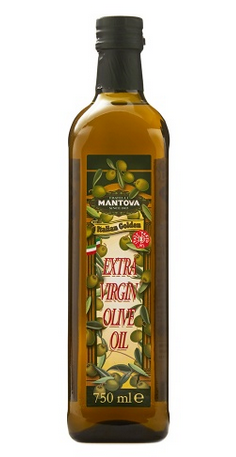 MANTOVA
Italian Golden
EXTRA
VIRGIN
OLIVE
OIL
750 ml e